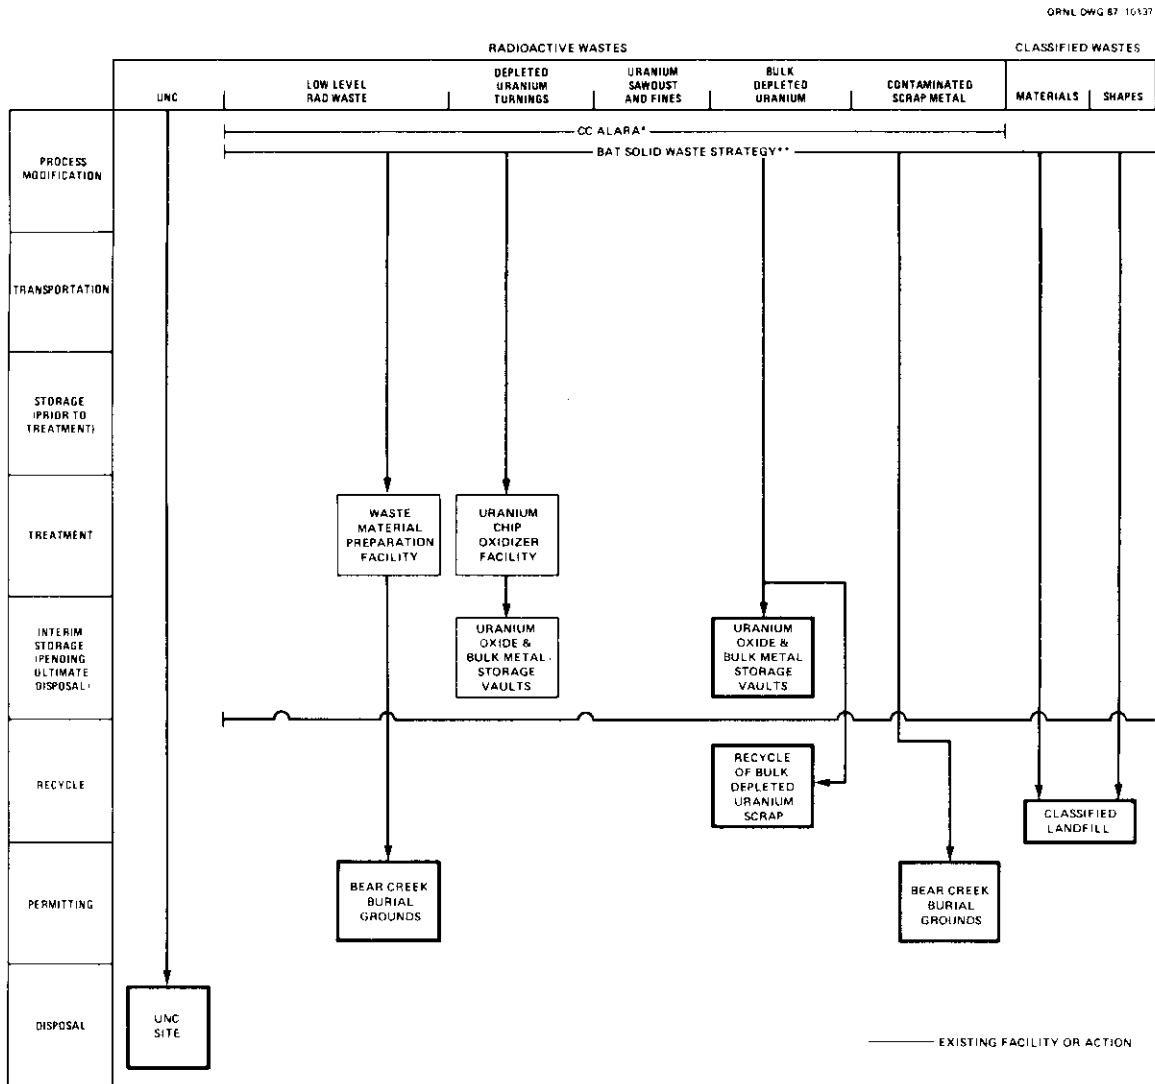 ORNL DWG 87
RADIOACTIVE WASTES
CLASSIFIED WASTES
UNC
LOW LEVEL
RAD WASTE
DEPLETED
URANIUM
TURNINGS
URANIUM
SAWDUST
AND FINES
BULK
DEPLETED
URANIUM
CONTAMINATED
SCRAP METAL
MATERIALS
SHAPES
CC ALARA*
BAT SOLID WASTE STRATEGY**
PROCESS
MODIFICATION
TRANSPORTATION
STORAGE
(PRIOR TO
TREATMENT)
TREATMENT
WASTE
MATERIAL
PREPARATION
FACILITY
URANIUM
CHIP
OXIDIZER
FACILITY
INTERIM
STORAGE
(PENDING
ULTIMATE
DISPOSAL)
URANIUM
OXIDE &
BULK METAL
STORAGE
VAULTS
URANIUM
OXIDE &
BULK METAL
STORAGE
VAULTS
RECYCLE
RECYCLE
OF BULK
DEPLETED
URANIUM
SCRAP
CLASSIFIED
LANDFILL
PERMITTING
BEAR CREEK
BURIAL
GROUNDS
BEAR CREEK
BURIAL
GROUNDS
DISPOSAL
UNC
SITE
EXISTING FACILITY OR ACTION